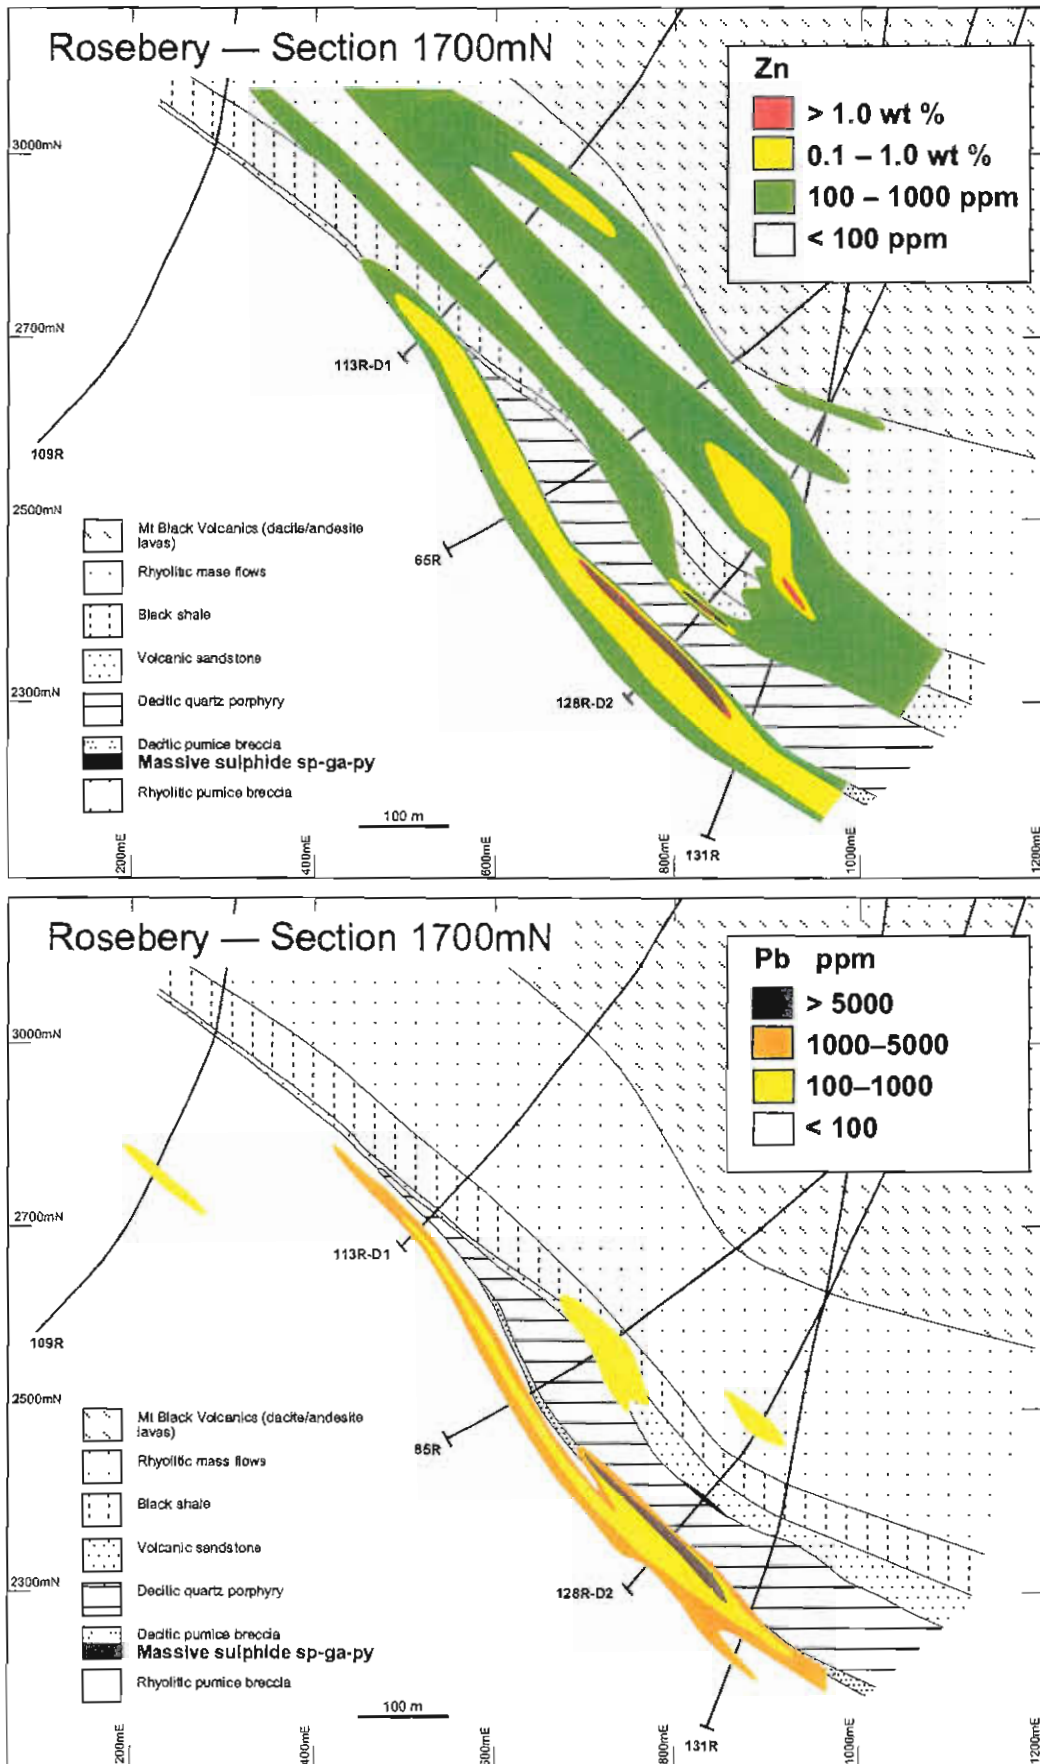 Rosebery — Section 1700mN
Zn
> 1.0 wt %
0.1 – 1.0 wt %
100 – 1000 ppm
< 100 ppm
3000mN
2700mN
2500mN
2300mN
109R
113R-D1
65R
128R-D2
131R
Mt Black Volcanics (dacite/andesite
lavas)
Rhyolitic mass flows
Black shale
Volcanic sandstone
Dacitic quartz porphyry
Dacitic pumice breccia
Massive sulphide sp-ga-py
Rhyolitic pumice breccia
100 m
200mE
400mE
600mE
800mE
1000mE
1200
Rosebery — Section 1700mN
Pb ppm
> 5000
1000–5000
100–1000
< 100
3000mN
2700mN
2500mN
2300mN
109R
113R-D1
85R
128R-D2
131R
Mt Black Volcanics (dacite/andesite
lavas)
Rhyolitic mass flows
Black shale
Volcanic sandstone
Dacitic quartz porphyry
Dacitic pumice breccia
Massive sulphide sp-ga-py
Rhyolitic pumice breccia
100 m
200mE
400mE
600mE
800mE
1000mE
1200mE